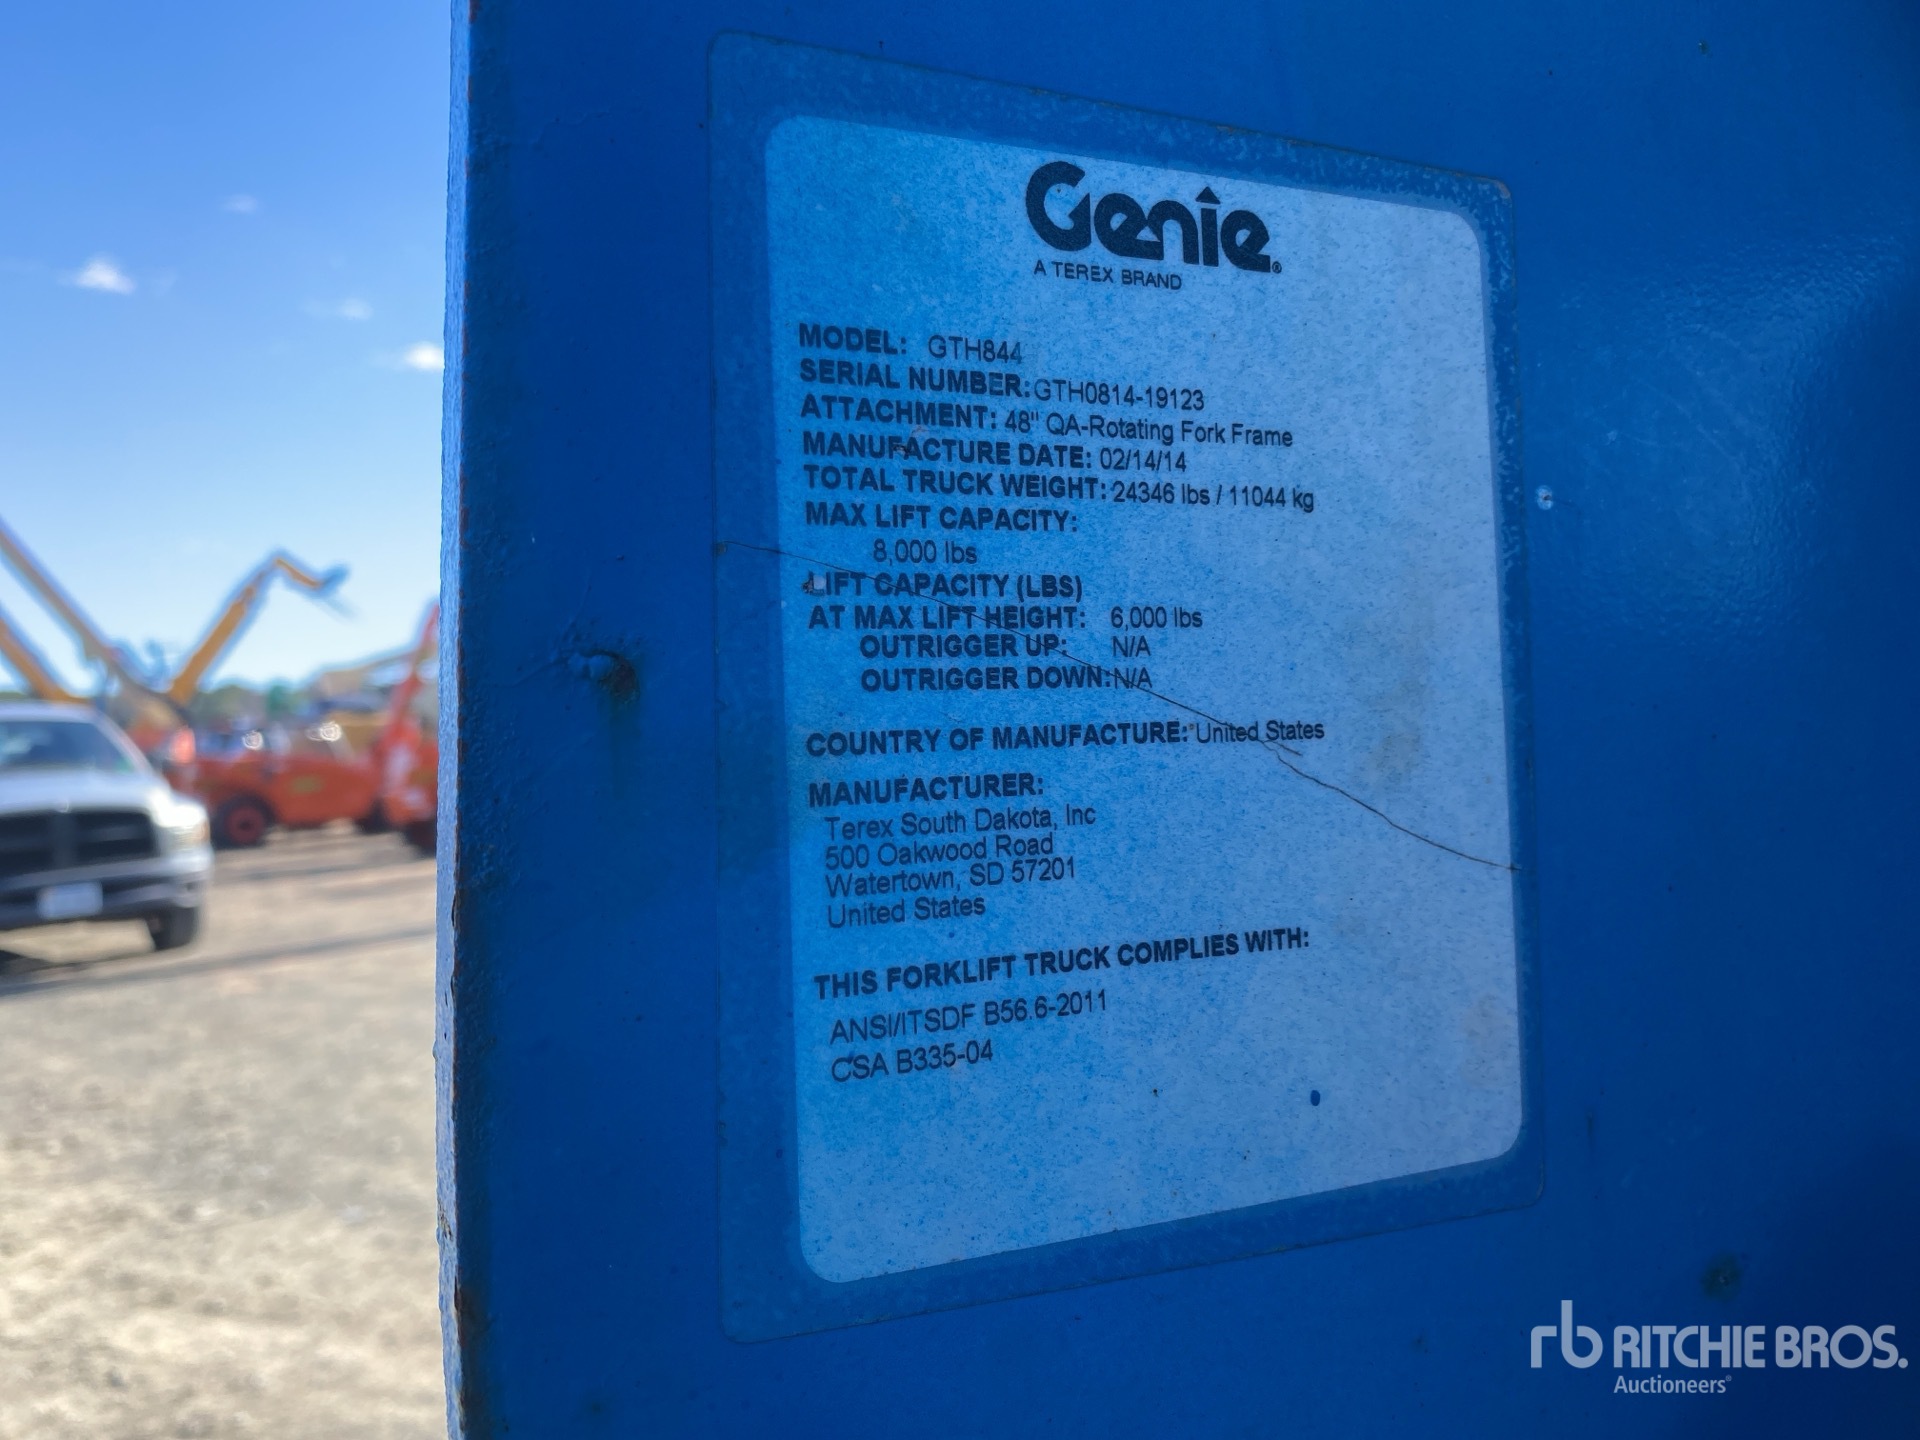 Genie
A TEREX BRAND
MODEL: GTH844
SERIAL NUMBER: GTH0814-19123
ATTACHMENT: 48" QA-Rotating Fork Frame
MANUFACTURE DATE: 02/14/14
TOTAL TRUCK WEIGHT: 24346 lbs / 11044 kg
MAX LIFT CAPACITY:
8,000 lbs
LIFT CAPACITY (LBS)
AT MAX LIFT HEIGHT: 6,000 lbs
OUTRIGGER UP: N/A
OUTRIGGER DOWN: N/A
COUNTRY OF MANUFACTURE: United States
MANUFACTURER:
Terex South Dakota, Inc
500 Oakwood Road
Watertown, SD 57201
United States
THIS FORKLIFT TRUCK COMPLIES WITH:
ANSI/ITSDF B56.6-2011
CSA B335-04
rb RITCHIE BROS.
Auctioneers